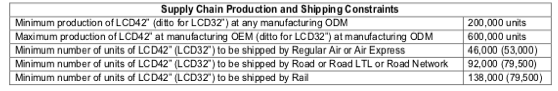 Supply Chain Production and Shipping Constraints
Minimum production of LCD42" (ditto for LCD32") at any manufacturing ODM 200,000 units
Maximum production of LCD42" at manufacturing OEM (ditto for LCD32") at manufacturing ODM 600,000 units
Minimum number of units of LCD42" (LCD32") to be shipped by Regular Air or Air Express 46,000 (53,000)
Minimum number of units of LCD42" (LCD32") to be shipped by Road or Road LTL or Road Network 92,000 (79,500)
Minimum number of units of LCD42" (LCD32") to be shipped by Rail 138,000 (79,500)